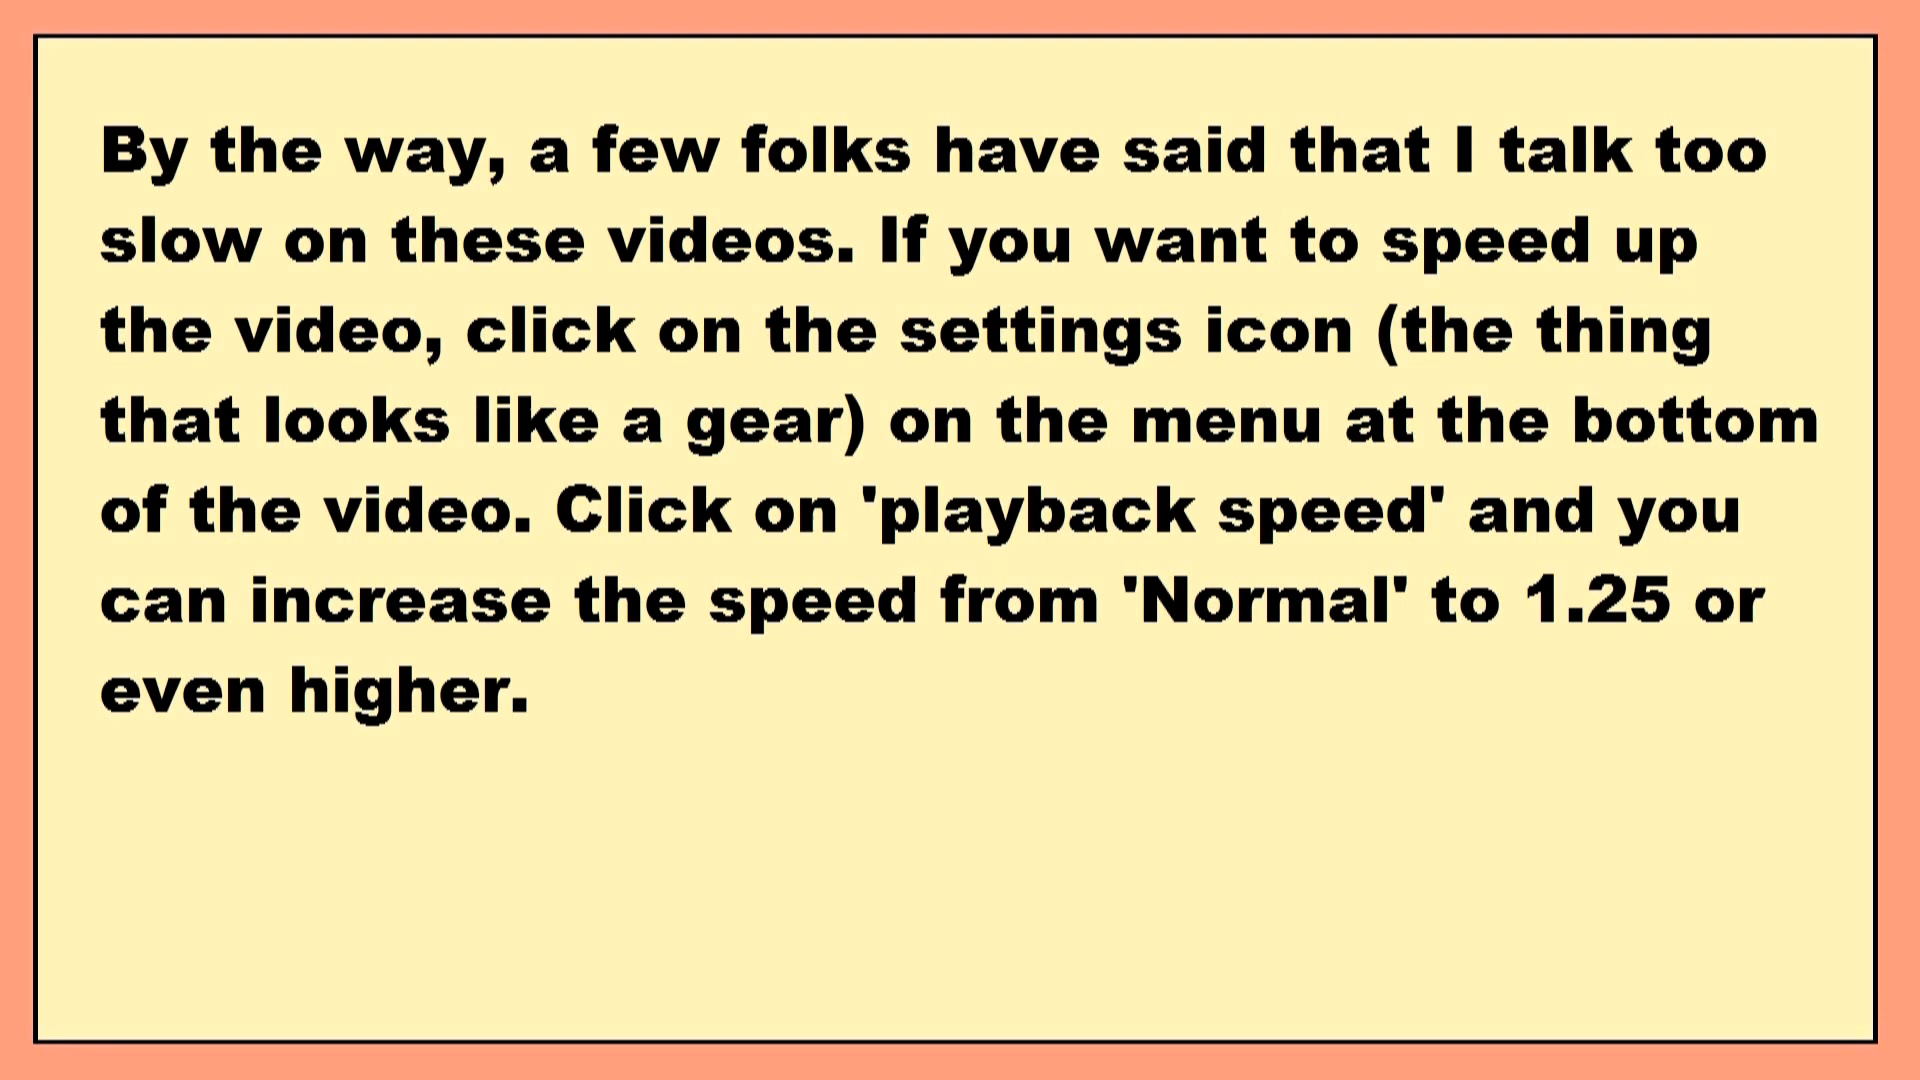 By the way, a few folks have said that I talk too
slow on these videos. If you want to speed up
the video, click on the settings icon (the thing
that looks like a gear) on the menu at the bottom
of the video. Click on 'playback speed' and you
can increase the speed from 'Normal' to 1.25 or
even higher.